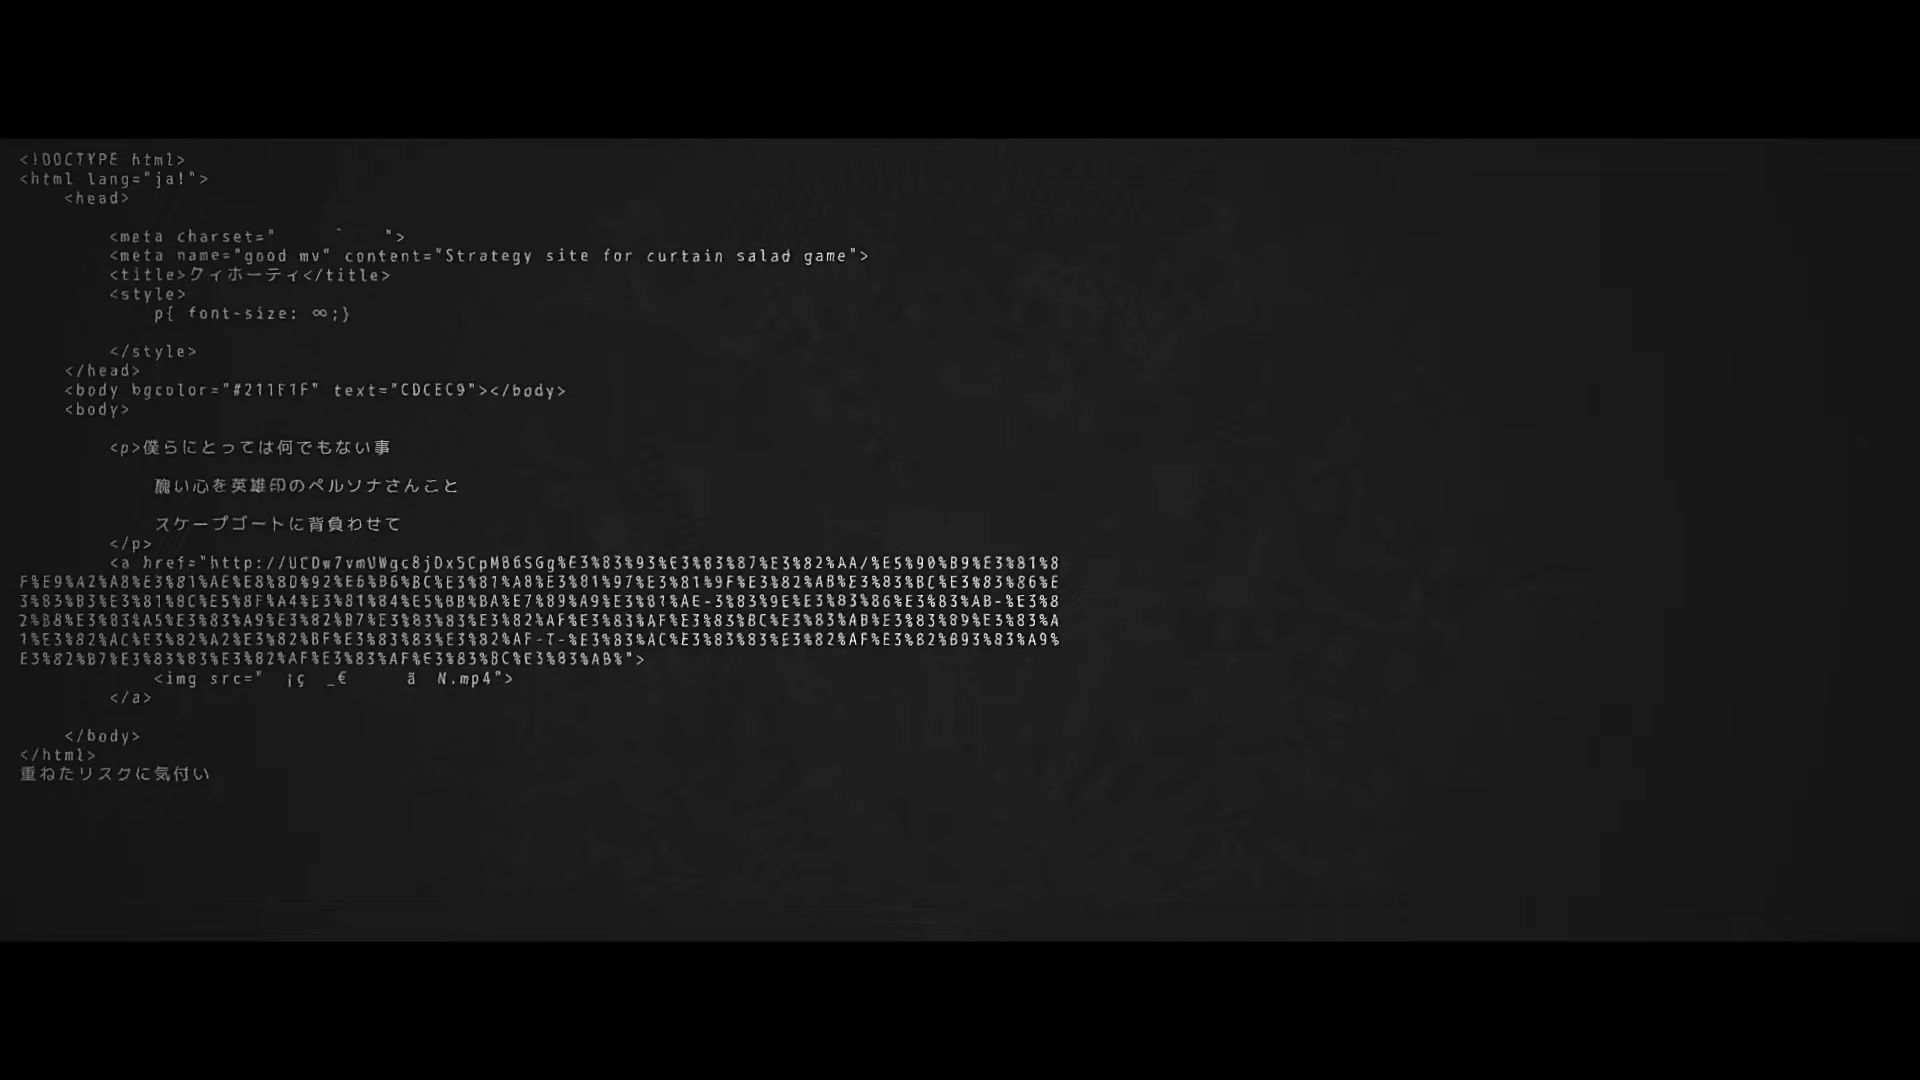 <!DOCTYPE html>
<html lang="ja!">
<head>
<meta charset=" ` ">
<meta name="good mv" content="Strategy site for curtain salad game">
<title>クィホーティ</title>
<style>
p{ font-size: ∞;}
</style>
</head>
<body bgcolor="#211F1F" text="CDCEC9"></body>
<body>
<p>僕らにとっては何でもない事
醜い心を英雄印のペルソナさんこと
スケープゴートに背負わせて
</p>
<a href="http://UCDw7vmUWgc8jDx5CpMB6SGg%E3%83%93%E3%83%87%E3%82%AA/%E5%90%B9%E3%81%8
F%E9%A2%A8%E3%81%AE%E8%8D%92%E6%B6%BC%E3%81%A8%E3%81%97%E3%81%9F%E3%82%AB%E3%83%BC%E3%83%86%E
3%83%B3%E3%81%8C%E5%8F%A4%E3%81%84%E5%BB%BA%E7%89%A9%E3%81%AE-3%83%9E%E3%83%86%E3%83%AB-%E3%8
2%B8%E3%83%A5%E3%83%A9%E3%82%B7%E3%83%83%E3%82%AF%E3%83%AF%E3%83%BC%E3%83%AB%E3%83%89%E3%83%A
1%E3%82%AC%E3%82%A2%E3%82%BF%E3%83%83%E3%82%AF-T-%E3%83%AC%E3%83%83%E3%82%AF%E3%82%B93%83%A9%
E3%82%B7%E3%83%83%E3%82%AF%E3%83%AF%E3%83%BC%E3%83%AB%">
<img src=" ¡ç _€ ã N.mp4">
</a>
</body>
</html>
重ねたリスクに気付い